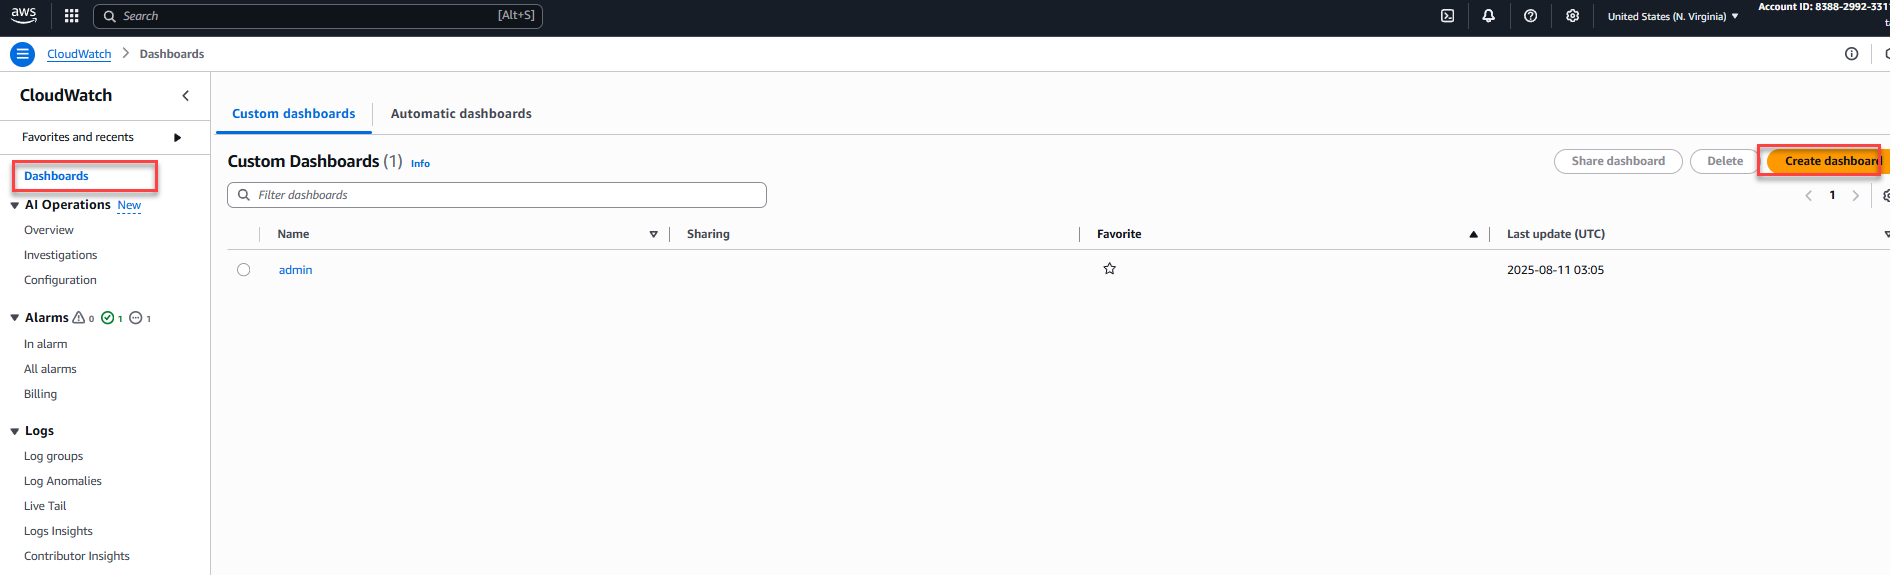 aws
Search [Alt+S]
United States (N. Virginia)
Account ID: 8388-2992-331
CloudWatch Dashboards
CloudWatch
Favorites and recents
Dashboards
AI Operations New
Overview
Investigations
Configuration
Alarms 0 1 1
In alarm
All alarms
Billing
Logs
Log groups
Log Anomalies
Live Tail
Logs Insights
Contributor Insights
Custom dashboards Automatic dashboards
Custom Dashboards (1) Info
Share dashboard Delete Create dashboard
Filter dashboards
1
Name Sharing Favorite Last update (UTC)
admin 2025-08-11 03:05